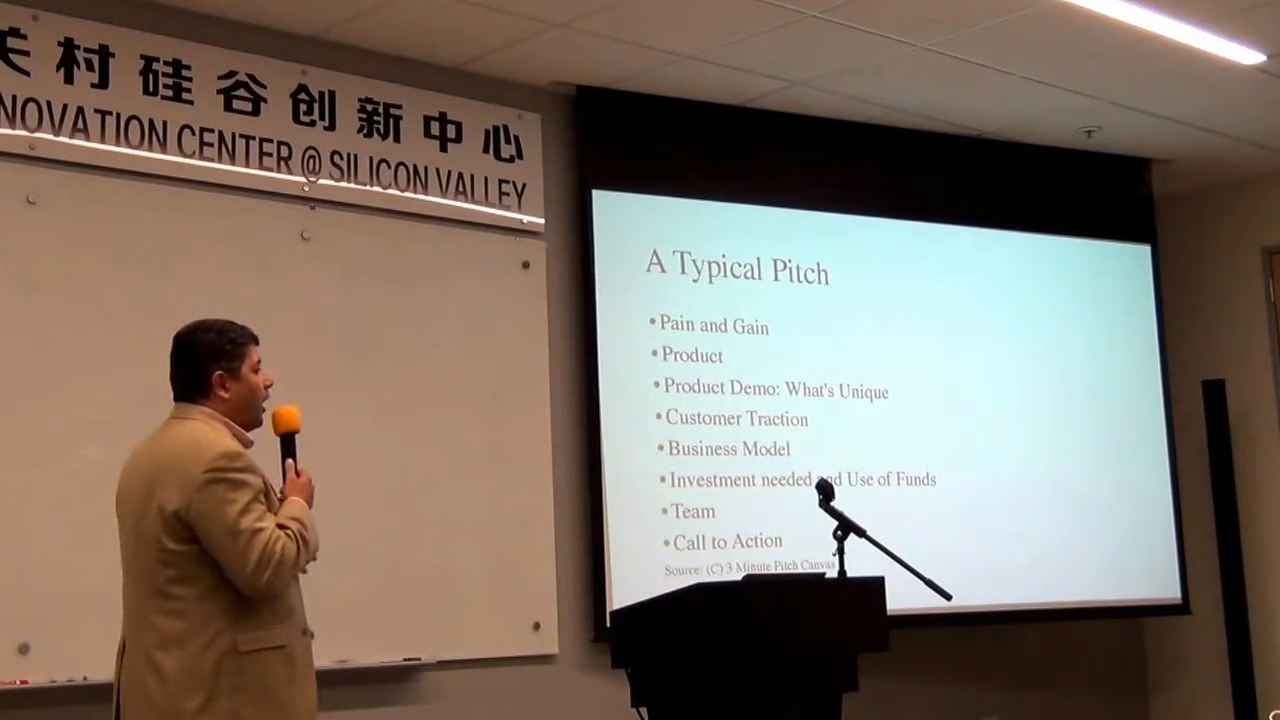 村硅谷创新中心
NOVATION CENTER @ SILICON VALLEY
A Typical Pitch
• Pain and Gain
• Product
• Product Demo: What's Unique
• Customer Traction
• Business Model
• Investment needed and Use of Funds
• Team
• Call to Action
Source: (C) 3 Minute Pitch Canvas